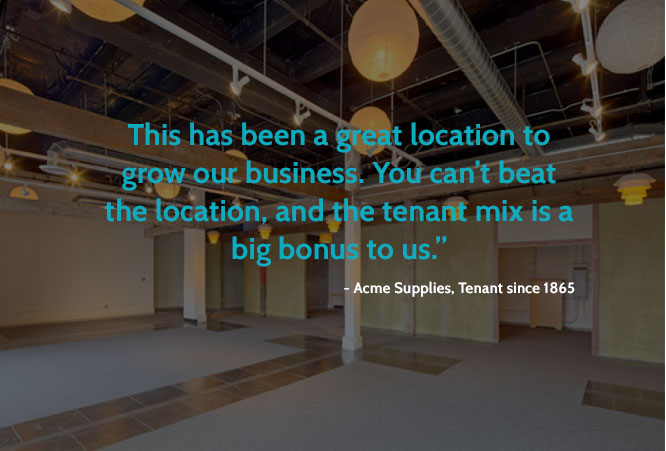 This has been a great location to
grow our business. You can’t beat
the location, and the tenant mix is a
big bonus to us.”
- Acme Supplies, Tenant since 1865